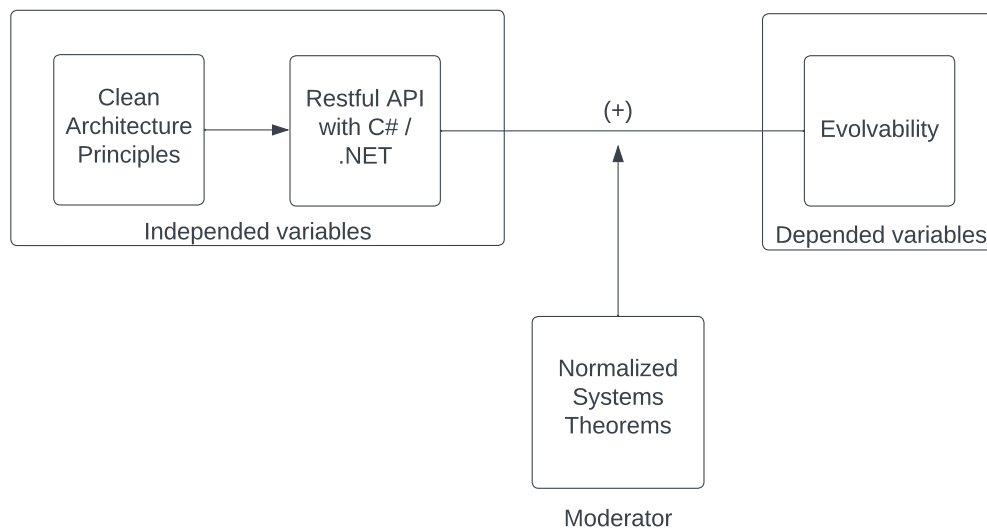 Clean
Architecture
Principles
Restful API
with C# /
.NET
Independed variables
(+)
Evolvability
Depended variables
Normalized
Systems
Theorems
Moderator